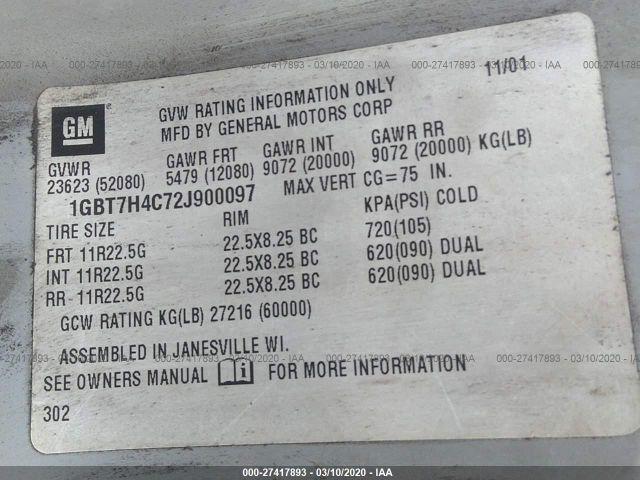 11/01
GM
GVW RATING INFORMATION ONLY
MFD BY GENERAL MOTORS CORP
GVWR GAWR FRT GAWR INT GAWR RR
23623 (52080) 5479 (12080) 9072 (20000) 9072 (20000) KG(LB)
1GBT7H4C72J900097 MAX VERT CG=75 IN.
TIRE SIZE RIM KPA(PSI) COLD
FRT 11R22.5G 22.5X8.25 BC 720(105)
INT 11R22.5G 22.5X8.25 BC 620(090) DUAL
RR 11R22.5G 22.5X8.25 BC 620(090) DUAL
GCW RATING KG(LB) 27216 (60000)
ASSEMBLED IN JANESVILLE WI.
SEE OWNERS MANUAL i FOR MORE INFORMATION
302
000-27417893 — 03/10/2020 — IAA